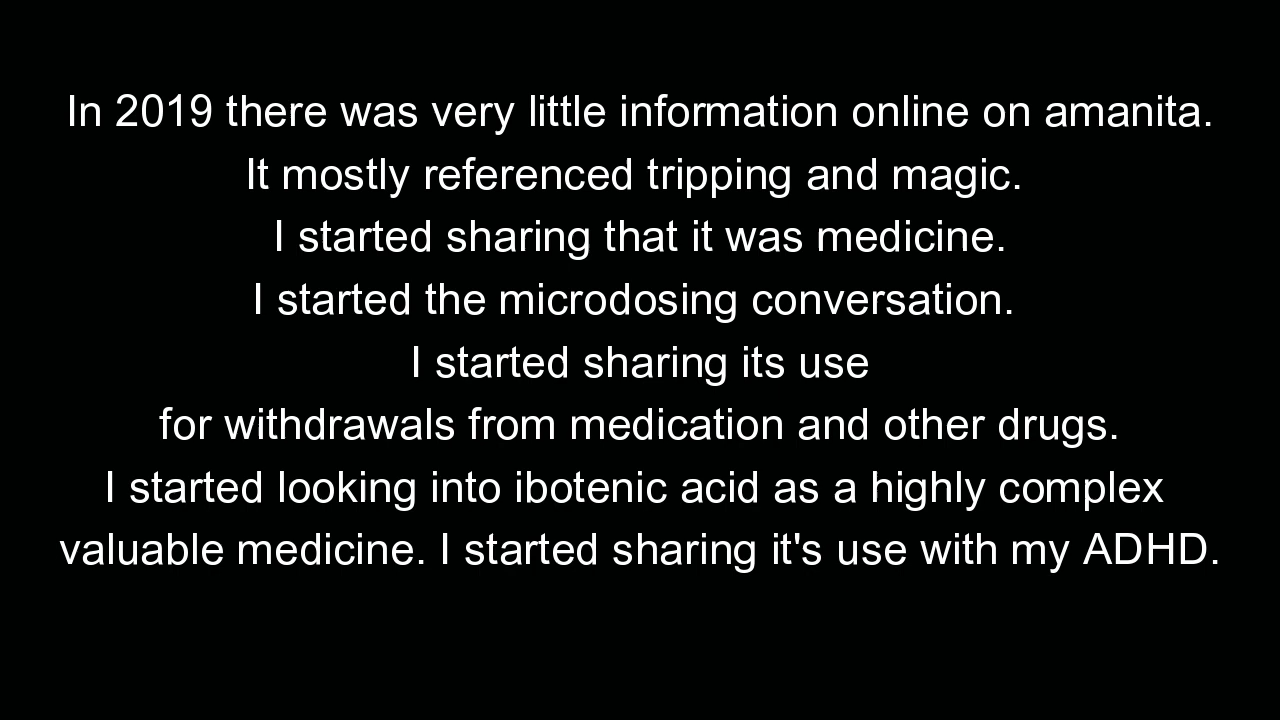 In 2019 there was very little information online on amanita.
It mostly referenced tripping and magic.
I started sharing that it was medicine.
I started the microdosing conversation.
I started sharing its use
for withdrawals from medication and other drugs.
I started looking into ibotenic acid as a highly complex
valuable medicine. I started sharing it's use with my ADHD.